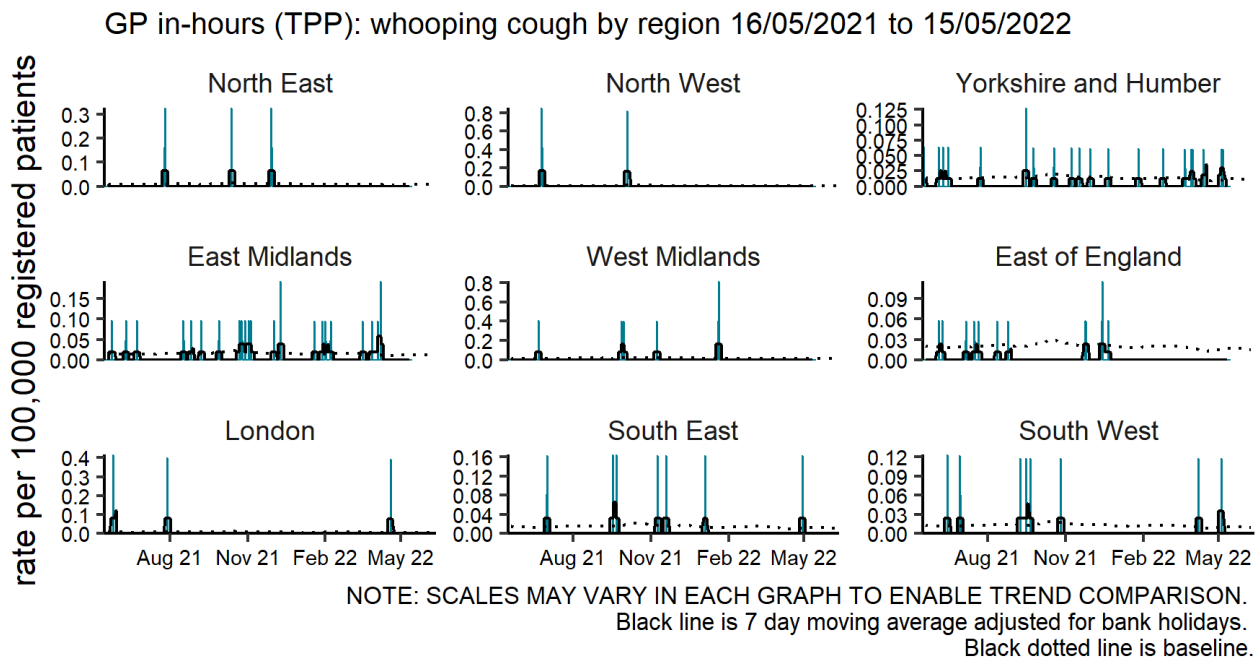 GP in-hours (TPP): whooping cough by region 16/05/2021 to 15/05/2022
rate per 100,000 registered patients
North East
0.3
0.2
0.1
0.0
North West
0.8
0.6
0.4
0.2
0.0
Yorkshire and Humber
0.125
0.100
0.075
0.050
0.025
0.000
East Midlands
0.15
0.10
0.05
0.00
West Midlands
0.8
0.6
0.4
0.2
0.0
East of England
0.09
0.06
0.03
0.00
London
0.4
0.3
0.2
0.1
0.0
South East
0.16
0.12
0.08
0.04
0.00
South West
0.12
0.09
0.06
0.03
0.00
Aug 21 Nov 21 Feb 22 May 22
Aug 21 Nov 21 Feb 22 May 22
Aug 21 Nov 21 Feb 22 May 22
NOTE: SCALES MAY VARY IN EACH GRAPH TO ENABLE TREND COMPARISON.
Black line is 7 day moving average adjusted for bank holidays.
Black dotted line is baseline.